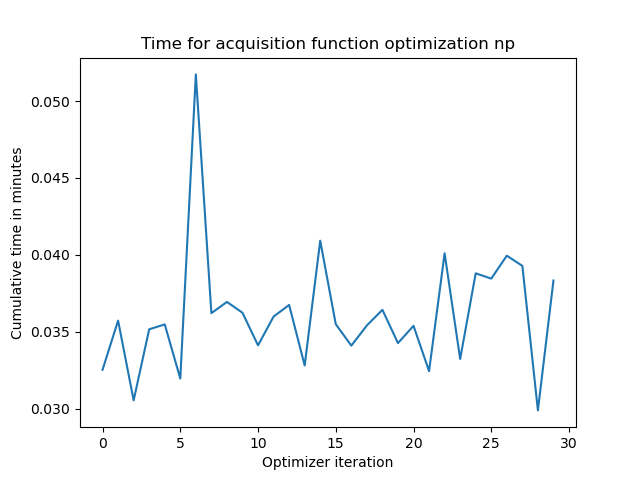 Time for acquisition function optimization np
Cumulative time in minutes
0.050
0.045
0.040
0.035
0.030
0 5 10 15 20 25 30
Optimizer iteration